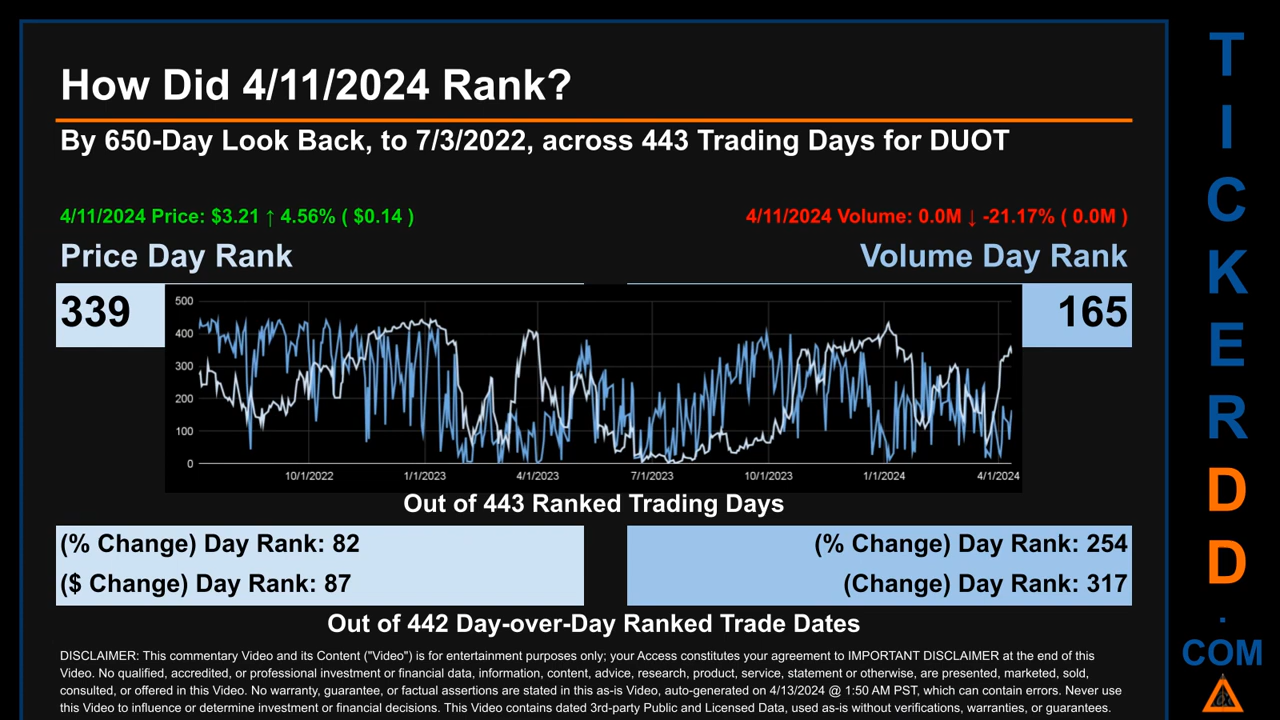 How Did 4/11/2024 Rank?
By 650-Day Look Back, to 7/3/2022, across 443 Trading Days for DUOT
4/11/2024 Price: $3.21 ↑ 4.56% ( $0.14 )
4/11/2024 Volume: 0.0M ↓ -21.17% ( 0.0M )
Price Day Rank
Volume Day Rank
339
165
500
400
300
200
100
0
10/1/2022 1/1/2023 4/1/2023 7/1/2023 10/1/2023 1/1/2024 4/1/2024
Out of 443 Ranked Trading Days
(% Change) Day Rank: 82
($ Change) Day Rank: 87
(% Change) Day Rank: 254
(Change) Day Rank: 317
Out of 442 Day-over-Day Ranked Trade Dates
DISCLAIMER: This commentary Video and its Content ("Video") is for entertainment purposes only; your Access constitutes your agreement to IMPORTANT DISCLAIMER at the end of this
Video. No qualified, accredited, or professional investment or financial data, information, content, advice, research, product, service, statement or otherwise, are presented, marketed, sold,
consulted, or offered in this Video. No warranty, guarantee, or factual assertions are stated in this as-is Video, auto-generated on 4/13/2024 @ 1:50 AM PST, which can contain errors. Never use
this Video to influence or determine investment or financial decisions. This Video contains dated 3rd-party Public and Licensed Data, used as-is without verifications, warranties, or guarantees.
T
I
C
K
E
R
D
D
.
COM